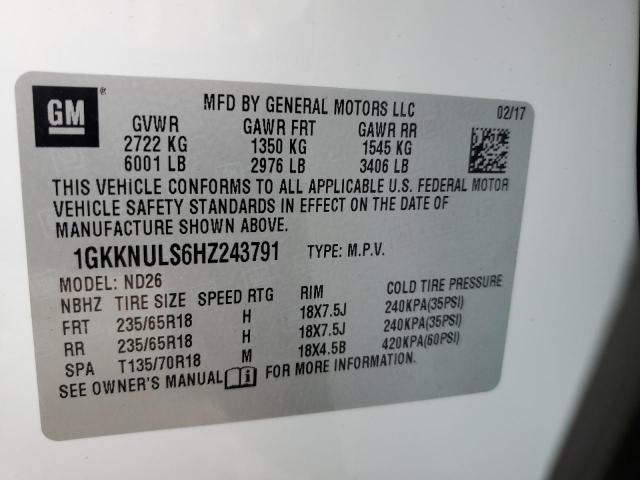 GM
MFD BY GENERAL MOTORS LLC 02/17
GVWR GAWR FRT GAWR RR
2722 KG 1350 KG 1545 KG
6001 LB 2976 LB 3406 LB
THIS VEHICLE CONFORMS TO ALL APPLICABLE U.S. FEDERAL MOTOR
VEHICLE SAFETY STANDARDS IN EFFECT ON THE DATE OF
MANUFACTURE SHOWN ABOVE.
1GKKNULS6HZ243791 TYPE: M.P.V.
MODEL: ND26
NBHZ TIRE SIZE SPEED RTG RIM COLD TIRE PRESSURE
FRT 235/65R18 H 18X7.5J 240KPA(35PSI)
RR 235/65R18 H 18X7.5J 240KPA(35PSI)
SPA T135/70R18 M 18X4.5B 420KPA(60PSI)
SEE OWNER'S MANUAL FOR ADDITIONAL INFORMATION.